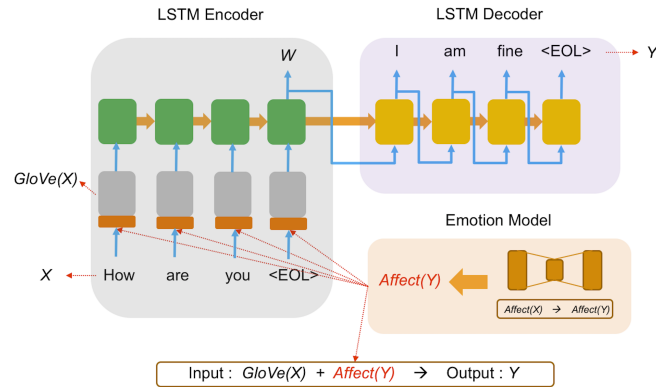 LSTM Encoder
LSTM Decoder
W
I am fine <EOL>
Y
GloVe(X)
X
How are you <EOL>
Emotion Model
Affect(Y)
Affect(X) → Affect(Y)
Input : GloVe(X) + Affect(Y) → Output : Y